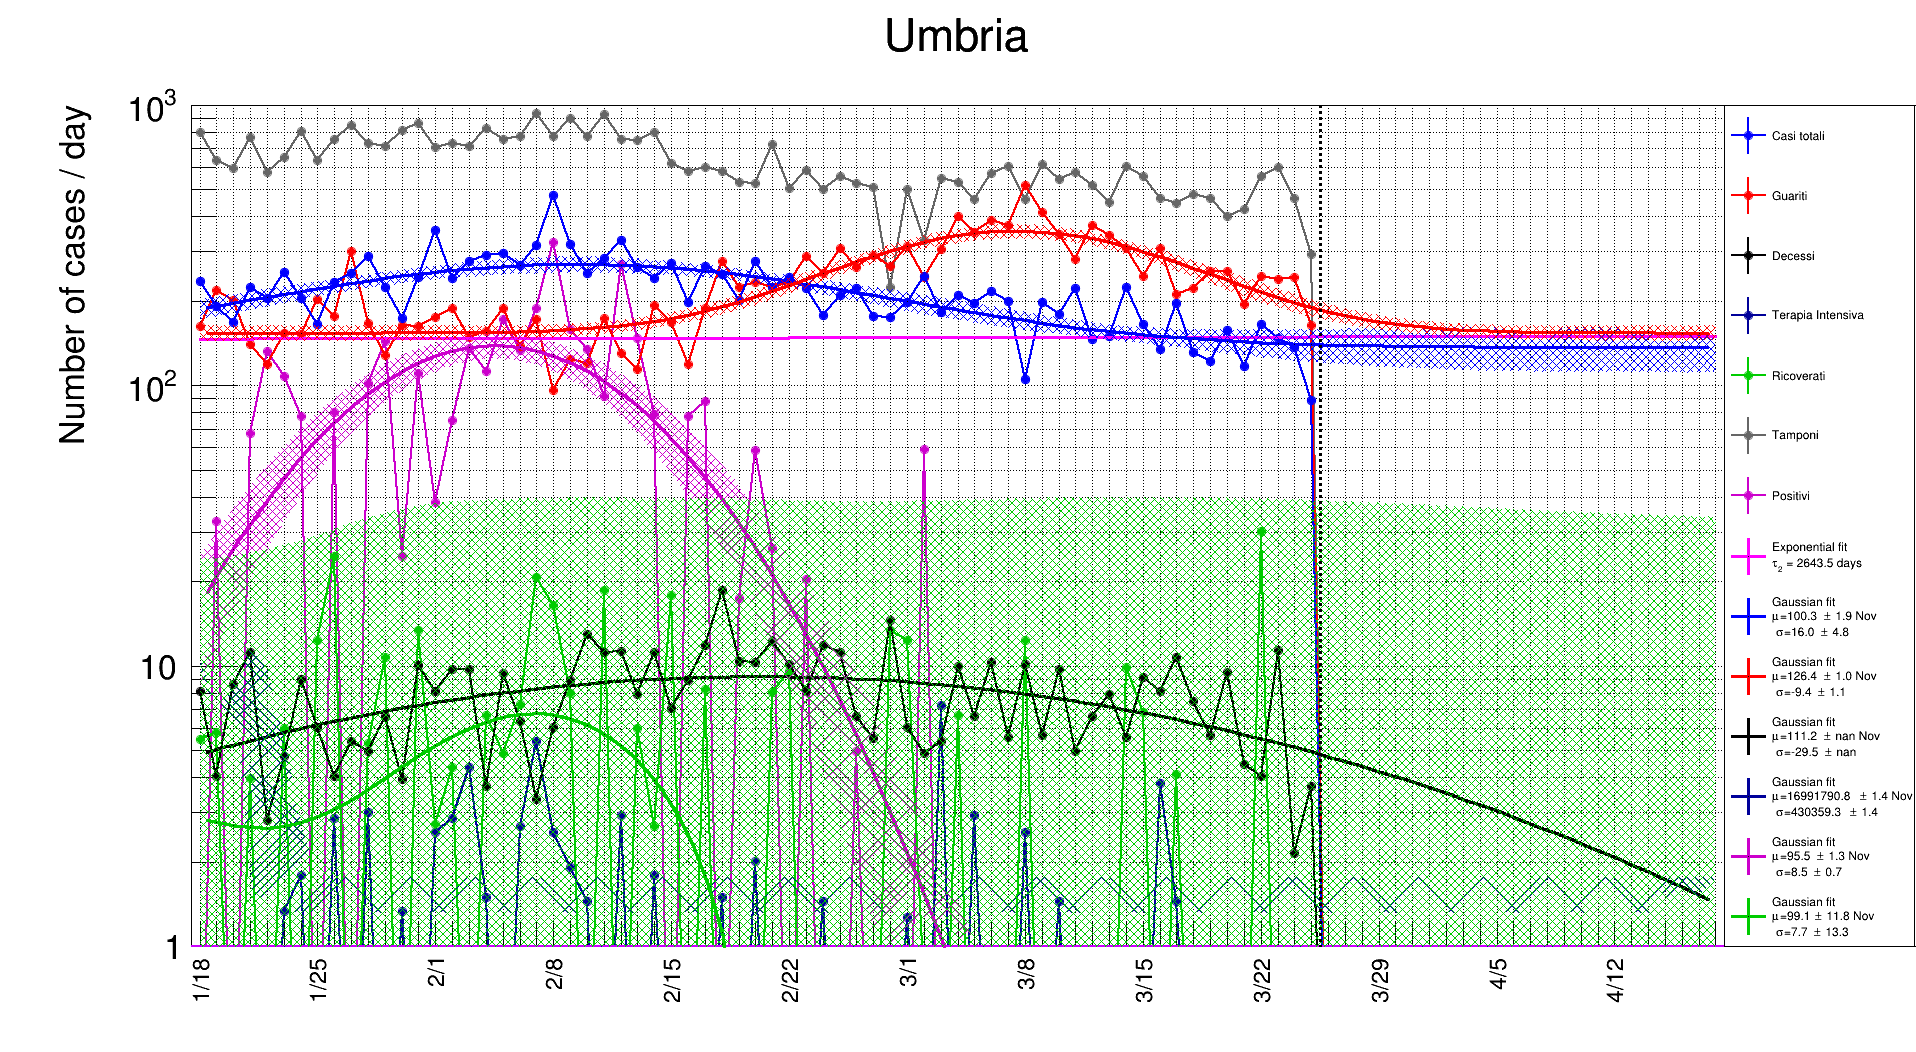 Umbria
Number of cases / day
10³
10²
10
1
1/18
1/25
2/1
2/8
2/15
2/22
3/1
3/8
3/15
3/22
3/29
4/5
4/12
Casi totali
Guariti
Decessi
Terapia Intensiva
Ricoverati
Tamponi
Positivi
Exponential fit
τ₂ = 2643.5 days
Gaussian fit
μ=100.3 ± 1.9 Nov
σ=16.0 ± 4.8
Gaussian fit
μ=126.4 ± 1.0 Nov
σ=-9.4 ± 1.1
Gaussian fit
μ=111.2 ± nan Nov
σ=-29.5 ± nan
Gaussian fit
μ=16991790.8 ± 1.4 Nov
σ=430359.3 ± 1.4
Gaussian fit
μ=95.5 ± 1.3 Nov
σ=8.5 ± 0.7
Gaussian fit
μ=99.1 ± 11.8 Nov
σ=7.7 ± 13.3